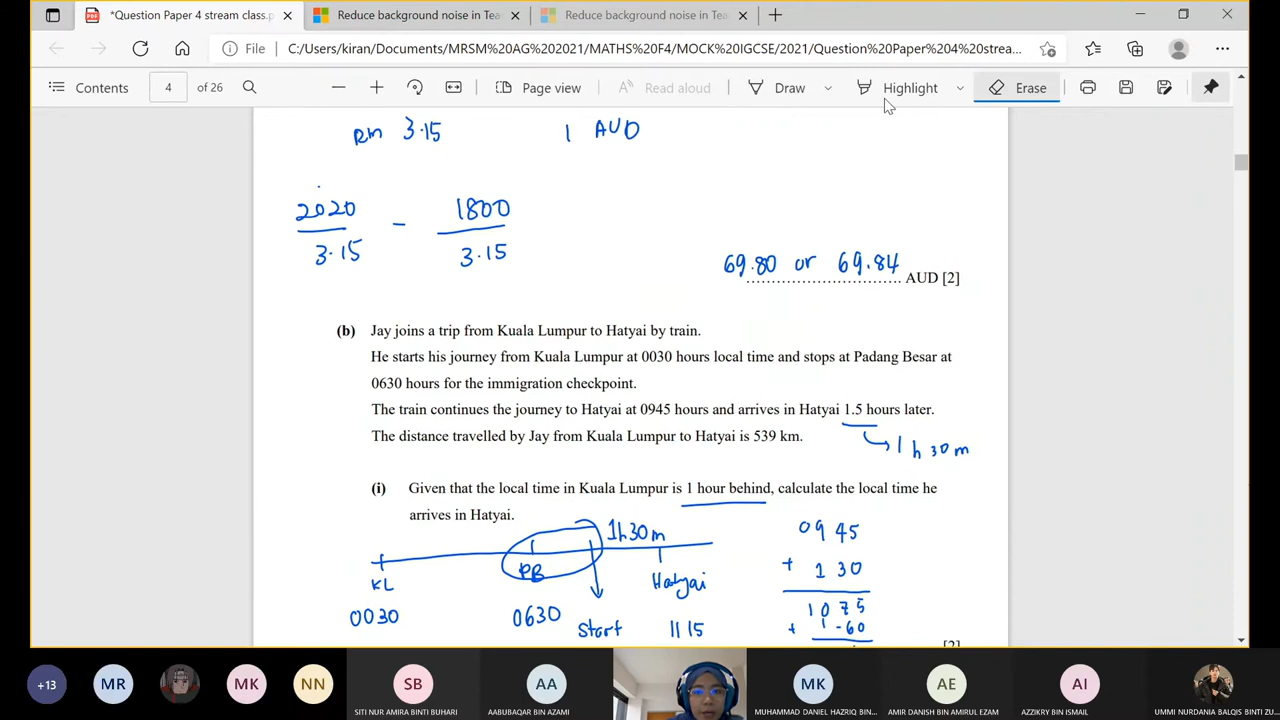 *Question Paper 4 stream class.p
Reduce background noise in Tea
Reduce background noise in Tea
File
C:/Users/kiran/Documents/MRSM%20AG%202021/MATHS%20F4/MOCK%20IGCSE/2021/Question%20Paper%204%20strea...
Contents
4
of 26
Page view
Read aloud
Draw
Highlight
Erase
RM 3.15 1 AUD
2020 - 1800
3.15 3.15
69.80 or 69.84
AUD [2]
(b) Jay joins a trip from Kuala Lumpur to Hatyai by train.
He starts his journey from Kuala Lumpur at 0030 hours local time and stops at Padang Besar at
0630 hours for the immigration checkpoint.
The train continues the journey to Hatyai at 0945 hours and arrives in Hatyai 1.5 hours later.
The distance travelled by Jay from Kuala Lumpur to Hatyai is 539 km.
1 h 30 m
(i) Given that the local time in Kuala Lumpur is 1 hour behind, calculate the local time he
arrives in Hatyai.
1h30m
0945
+ 130
KL PB Hatyai
0030 0630 Start 1115
1075
+ 1-60
[2]
+13
MR
MK
NN
SB
AA
MK
AE
AI
SITI NUR AMIRA BINTI BUHARI
AABUBAQAR BIN AZAMI
MUHAMMAD DANIEL HAZRIQ BIN...
AMIR DANISH BIN AMIRUL EZAM
AZZIKRY BIN ISMAIL
UMMI NURDANIA BALQIS BINTI ZU...